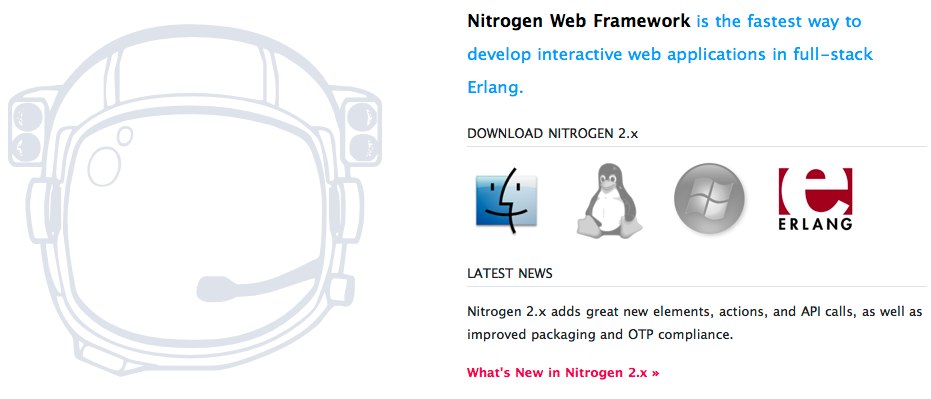 Nitrogen Web Framework is the fastest way to
develop interactive web applications in full-stack
Erlang.
DOWNLOAD NITROGEN 2.x
e
ERLANG
LATEST NEWS
Nitrogen 2.x adds great new elements, actions, and API calls, as well as
improved packaging and OTP compliance.
What's New in Nitrogen 2.x »